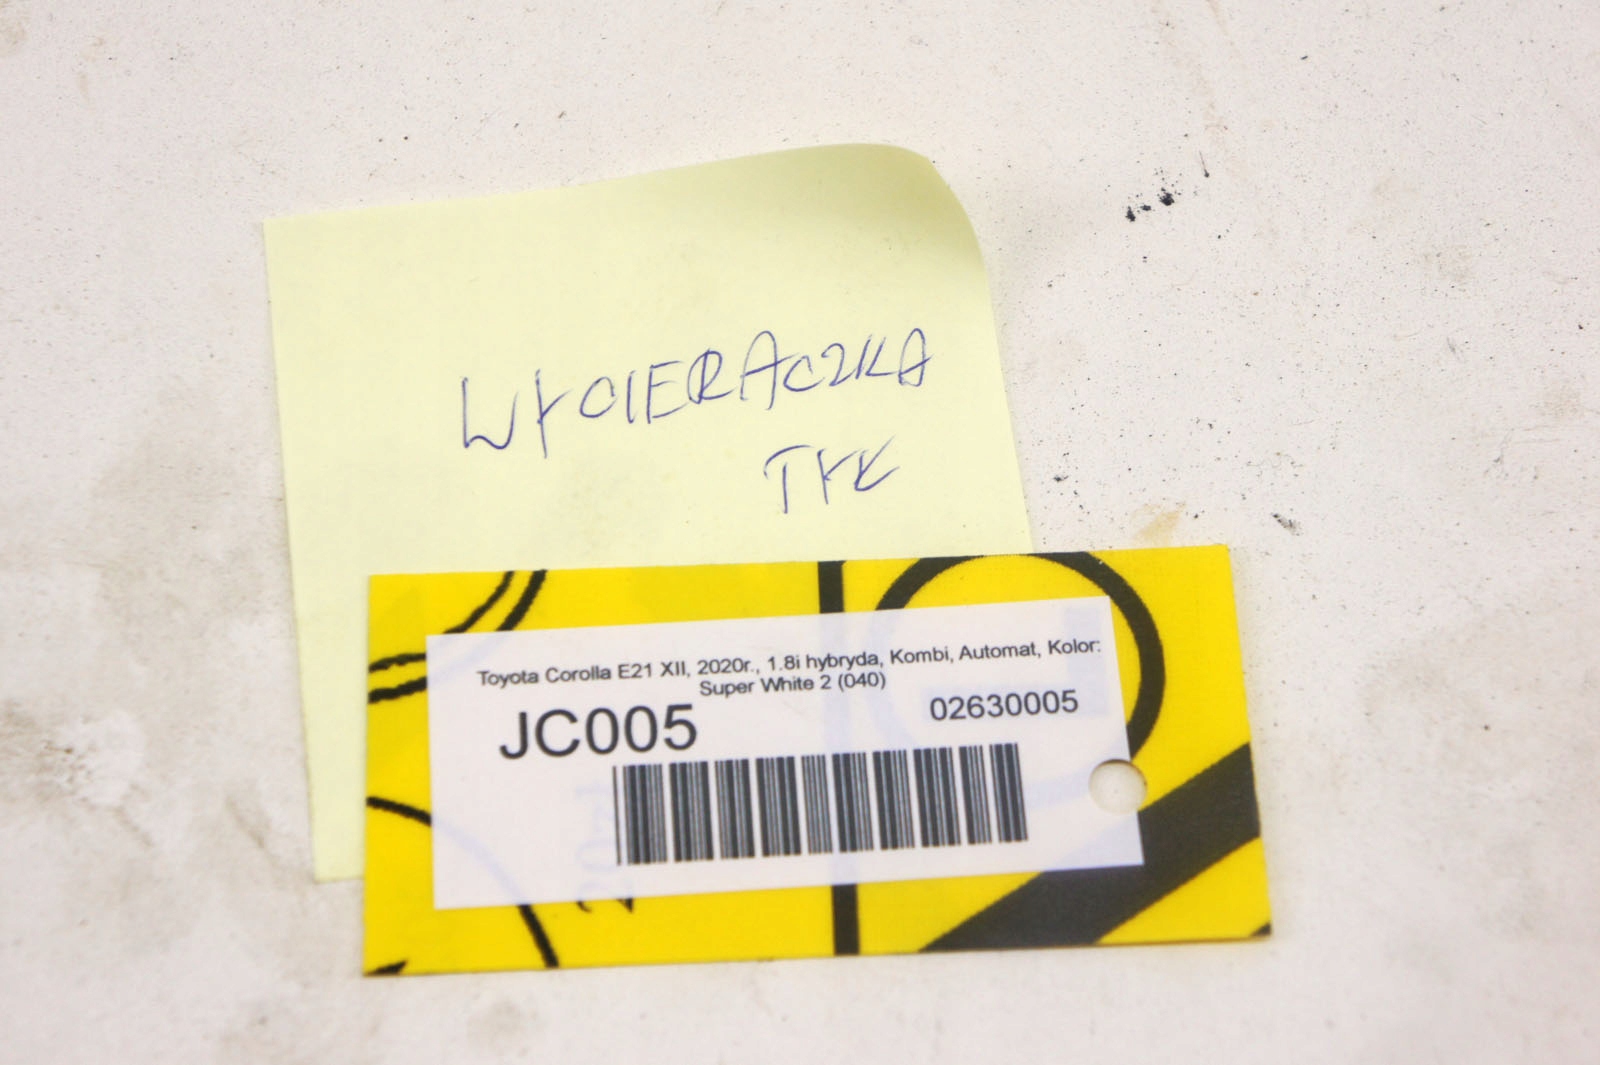 WYCIERACZKA
TYŁ
Toyota Corolla E21 XII, 2020r., 1.8i hybryda, Kombi, Automat, Kolor:
Super White 2 (040)
JC005
02630005